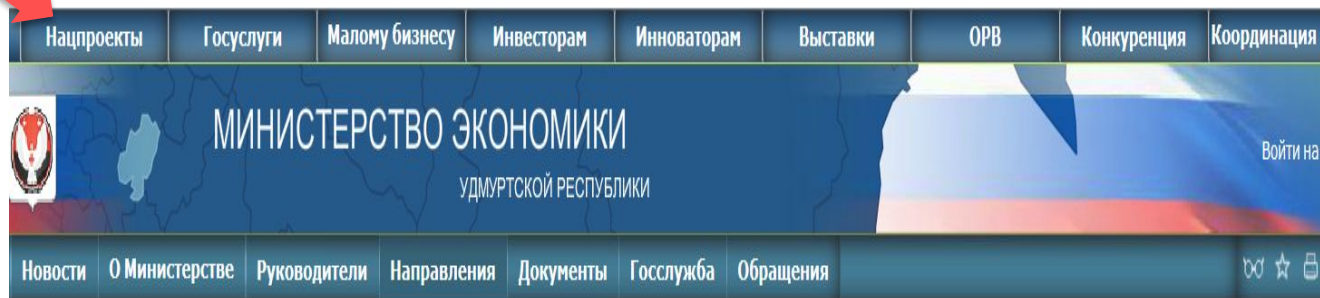 Нацпроекты Госуслуги Малому бизнесу Инвесторам Инноваторам Выставки ОРВ Конкуренция Координация
МИНИСТЕРСТВО ЭКОНОМИКИ
УДМУРТСКОЙ РЕСПУБЛИКИ
Войти на
Новости О Министерстве Руководители Направления Документы Госслужба Обращения